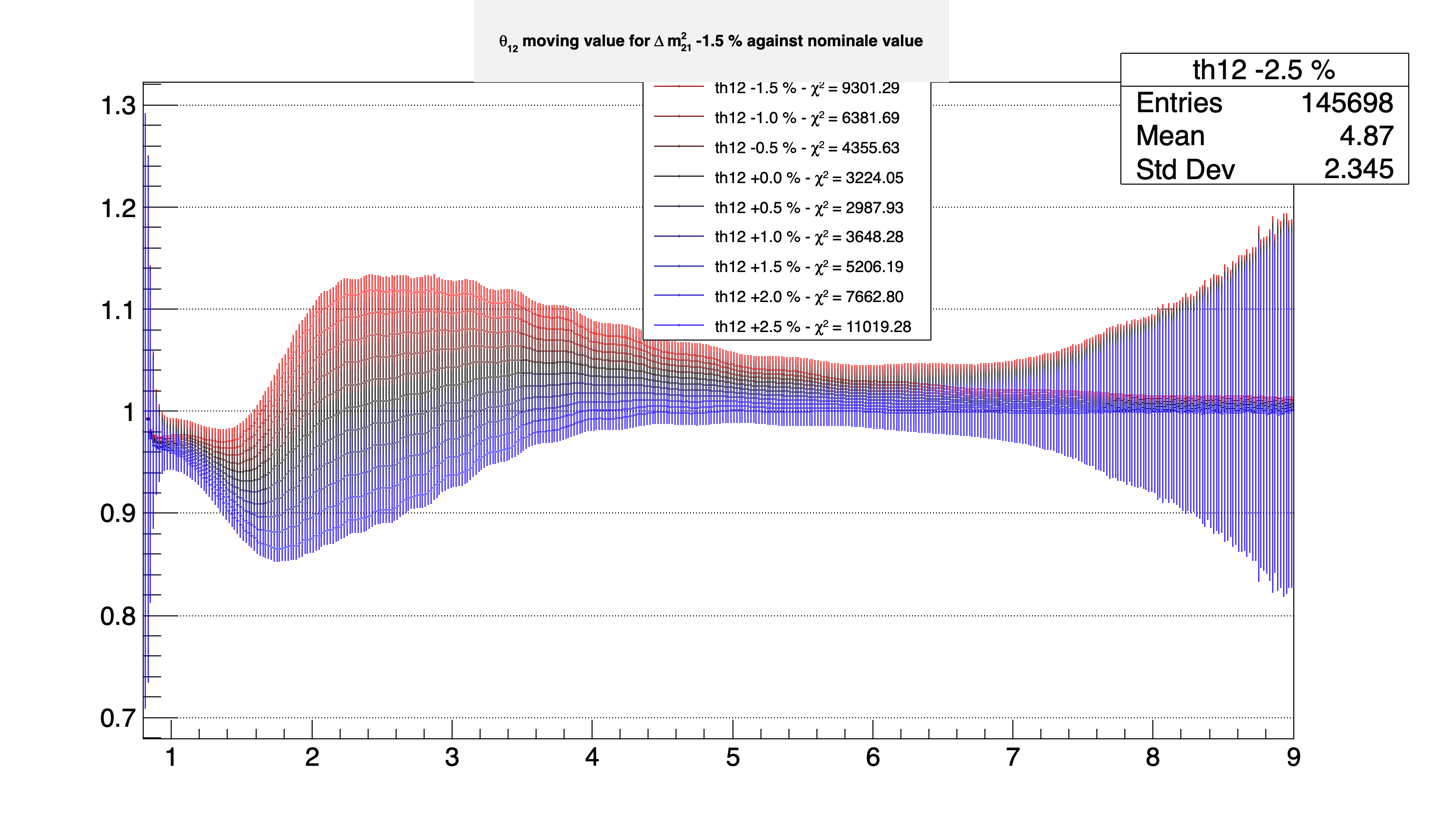 θ12 moving value for Δ m²21 -1.5 % against nominale value
th12 -2.5 %
Entries 145698
Mean 4.87
Std Dev 2.345
th12 -1.5 % - χ² = 9301.29
th12 -1.0 % - χ² = 6381.69
th12 -0.5 % - χ² = 4355.63
th12 +0.0 % - χ² = 3224.05
th12 +0.5 % - χ² = 2987.93
th12 +1.0 % - χ² = 3648.28
th12 +1.5 % - χ² = 5206.19
th12 +2.0 % - χ² = 7662.80
th12 +2.5 % - χ² = 11019.28
1.3
1.2
1.1
1
0.9
0.8
0.7
1 2 3 4 5 6 7 8 9